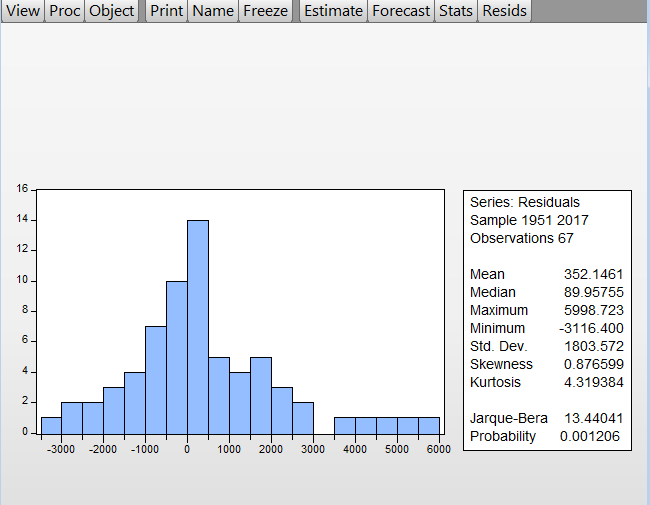 View Proc Object Print Name Freeze Estimate Forecast Stats Resids
16
14
12
10
8
6
4
2
0
-3000 -2000 -1000 0 1000 2000 3000 4000 5000 6000
Series: Residuals
Sample 1951 2017
Observations 67
Mean 352.1461
Median 89.95755
Maximum 5998.723
Minimum -3116.400
Std. Dev. 1803.572
Skewness 0.876599
Kurtosis 4.319384
Jarque-Bera 13.44041
Probability 0.001206